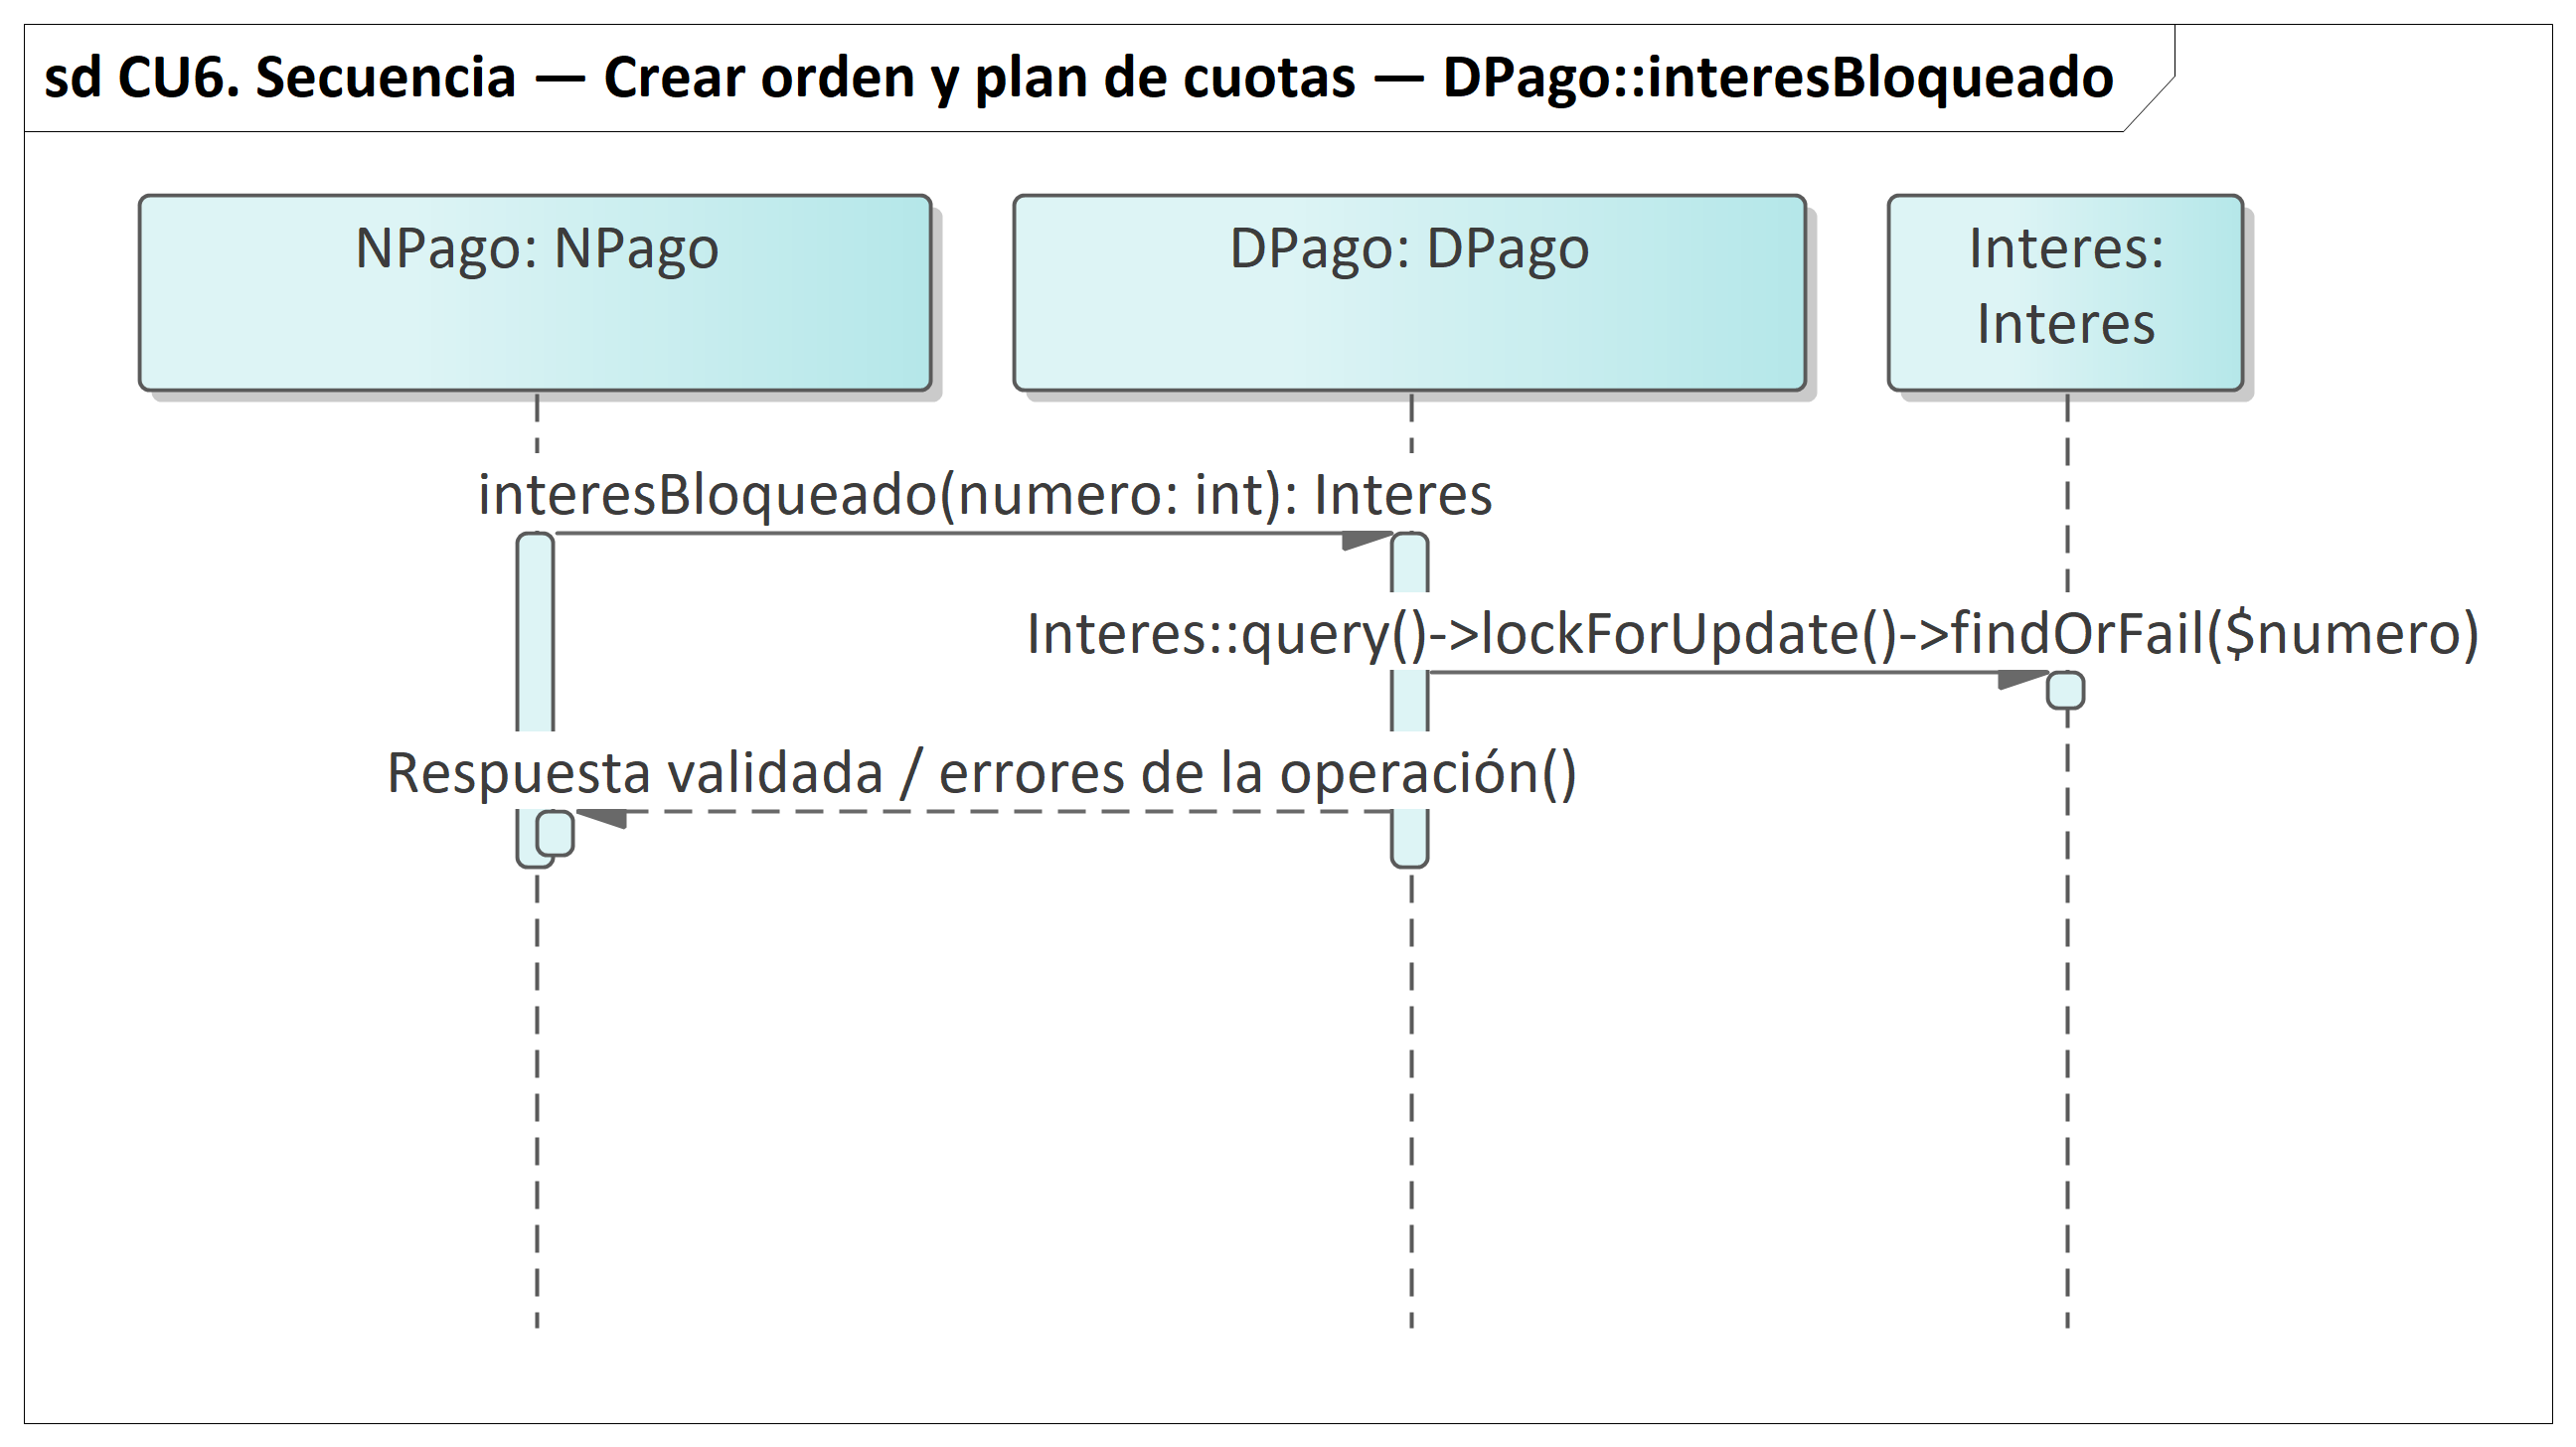 sd CU6. Secuencia — Crear orden y plan de cuotas — DPago::interesBloqueado
NPago: NPago
DPago: DPago
Interes:
Interes
interesBloqueado(numero: int): Interes
Interes::query()->lockForUpdate()->findOrFail($numero)
Respuesta validada / errores de la operación()